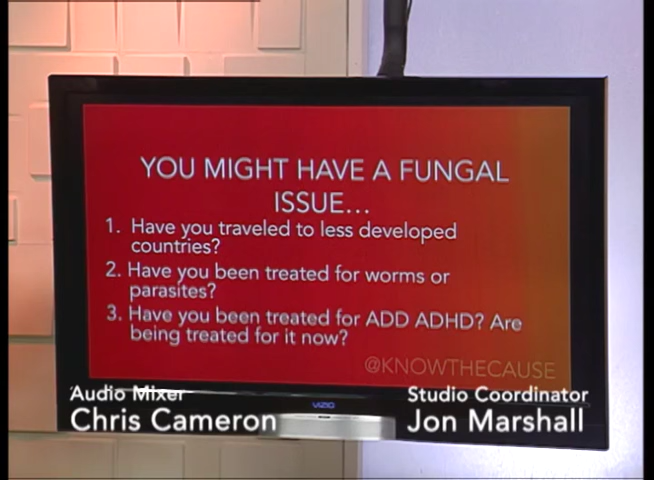 YOU MIGHT HAVE A FUNGAL
ISSUE...
1. Have you traveled to less developed
countries?
2. Have you been treated for worms or
parasites?
3. Have you been treated for ADD ADHD? Are
being treated for it now?
@KNOWTHECAUSE
VIZIO
Audio Mixer
Chris Cameron
Studio Coordinator
Jon Marshall